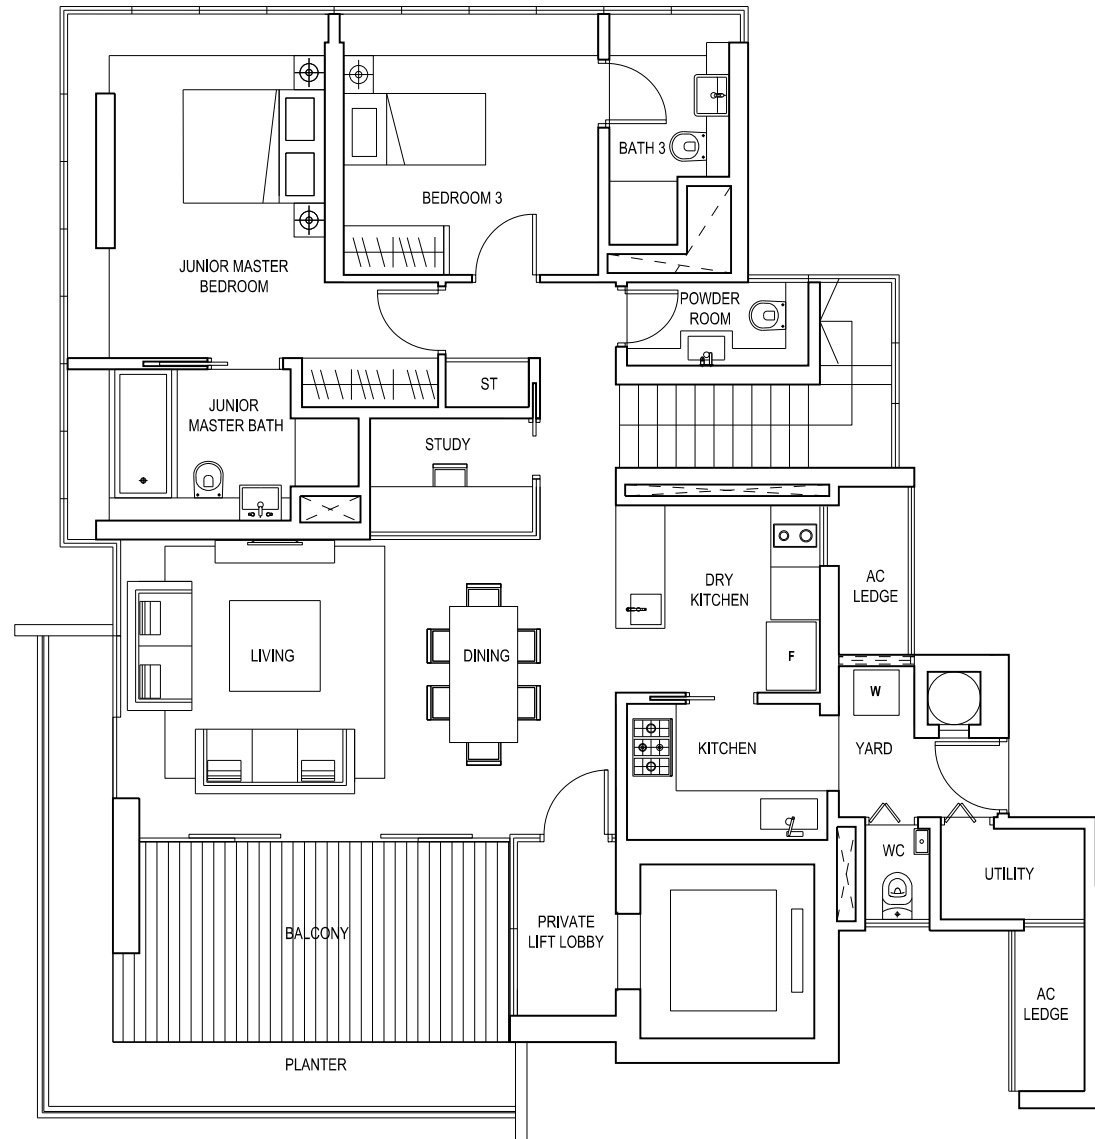 BATH 3
BEDROOM 3
JUNIOR MASTER
BEDROOM
POWDER
ROOM
ST
JUNIOR
MASTER BATH
STUDY
DRY
KITCHEN
AC
LEDGE
LIVING
DINING
F
W
KITCHEN
YARD
WC
UTILITY
PRIVATE
LIFT LOBBY
BALCONY
AC
LEDGE
PLANTER